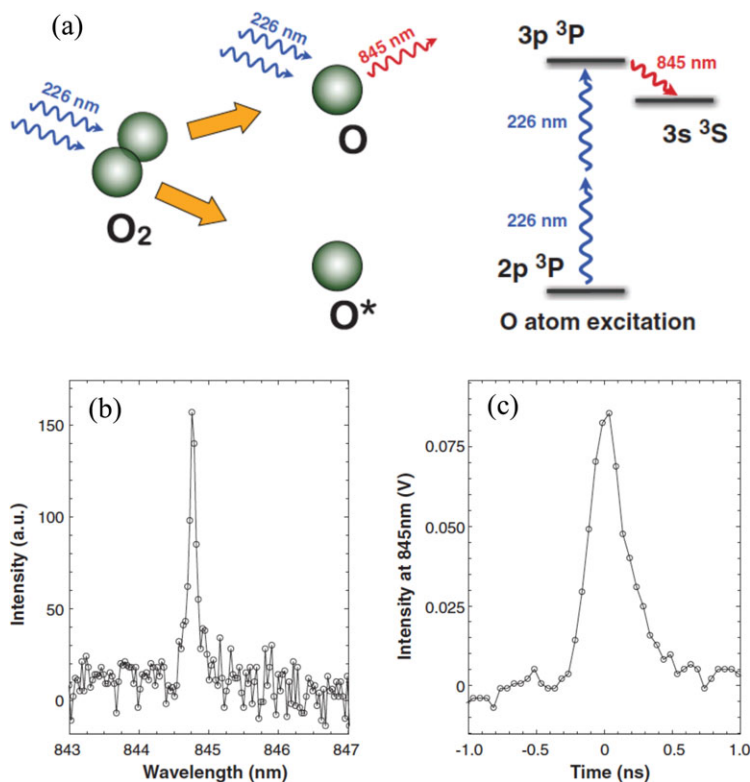 (a)
226 nm
226 nm
845 nm
O
O₂
O*
3p ³P
845 nm
3s ³S
226 nm
226 nm
2p ³P
O atom excitation
(b)
Intensity (a.u.)
150
100
50
0
843
844
845
846
847
Wavelength (nm)
(c)
Intensity at 845nm (V)
0.075
0.050
0.025
0
-1.0
-0.5
0
0.5
1.0
Time (ns)